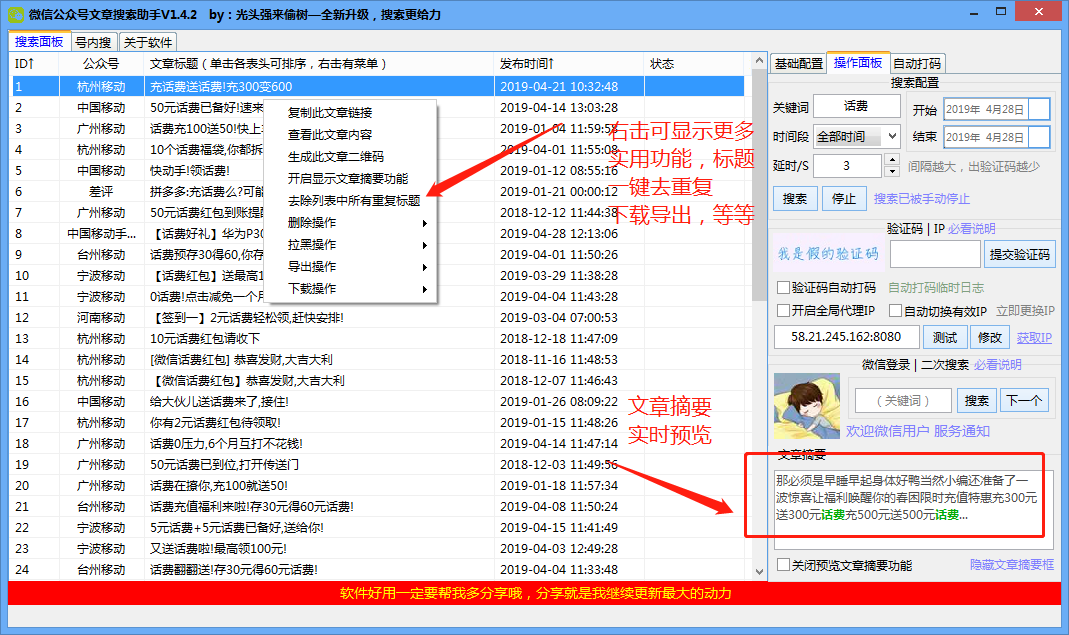 微信公众号文章搜索助手V1.4.2 by：光头强来偷树—全新升级，搜索更给力
搜索面板 号内搜 关于软件
ID↑ 公众号 文章标题（单击各表头可排序，右击有菜单） 发布时间↑ 状态
1 杭州移动 充话费送话费!充300变600 2019-04-21 10:32:48
2 中国移动 50元话费已备好!速来 2019-04-14 13:03:28
3 广州移动 话费充100送50!快上 2019-01-04 11:59:58
4 杭州移动 10个话费福袋,你都拆 2019-04-01 11:55:08
5 中国移动 快动手!领话费! 2019-01-12 08:55:16
6 差评 拼多多:充话费么?可能 2019-01-21 00:00:12
7 广州移动 50元话费红包到账提醒 2018-12-12 11:44:38
8 中国移动手... 【话费好礼】华为P30 2019-04-28 12:13:06
9 台州移动 话费预存30得60,你存 2019-04-01 11:50:26
10 宁波移动 【话费红包】送最高1 2019-03-29 11:38:28
11 宁波移动 0话费!点击减免一个月 2019-04-04 11:43:28
12 河南移动 【签到一】2元话费轻松领,赶快安排! 2019-03-04 07:00:53
13 杭州移动 10元话费红包请收下 2018-12-18 11:47:09
14 杭州移动 [微信话费红包] 恭喜发财,大吉大利 2018-11-16 11:48:53
15 杭州移动 【微信话费红包】恭喜发财,大吉大利 2018-12-07 11:46:43
16 中国移动 给大伙儿送话费来了,接住! 2019-01-26 08:09:22
17 杭州移动 你有2元话费红包待领取! 2019-01-15 11:48:26
18 广州移动 话费0压力,6个月互打不花钱! 2019-04-14 11:47:14
19 广州移动 50元话费已到位,打开传送门 2018-12-03 11:49:56
20 广州移动 话费在撩你,充100就送50! 2019-01-18 11:57:34
21 台州移动 话费充值福利来啦!存30元得60元话费! 2019-04-08 11:50:24
22 宁波移动 5元话费+5元话费已备好,送给你! 2019-04-15 11:41:49
23 宁波移动 又送话费啦!最高领100元! 2019-04-03 12:49:28
24 台州移动 话费翻翻送!存30元得60元话费! 2019-04-04 11:33:48
复制此文章链接
查看此文章内容
生成此文章二维码
开启显示文章摘要功能
去除列表中所有重复标题
删除操作
拉黑操作
导出操作
下载操作
右击可显示更多
实用功能，标题
一键去重复
下载导出，等等
文章摘要
实时预览
基础配置 操作面板 自动打码
搜索配置
关键词 话费 开始 2019年 4月28日
时间段 全部时间 结束 2019年 4月28日
延时/S 3 间隔越大，出验证码越少
搜索 停止 搜索已被手动停止
验证码 | IP 必看说明
我是假的验证码 提交验证码
验证码自动打码 自动打码临时日志
开启全局代理IP 自动切换有效IP 立即更换IP
58.21.245.162:8080 测试 修改 获取IP
微信登录 | 二次搜索 必看说明
（关键词） 搜索 下一个
欢迎微信用户 服务通知
文章摘要
那必须是早睡早起身体好鸭当然小编还准备了一
波惊喜让福利唤醒你的春困限时充值特惠充300元
送300元话费充500元送500元话费...
关闭预览文章摘要功能 隐藏文章摘要框
软件好用一定要帮我多分享哦，分享就是我继续更新最大的动力